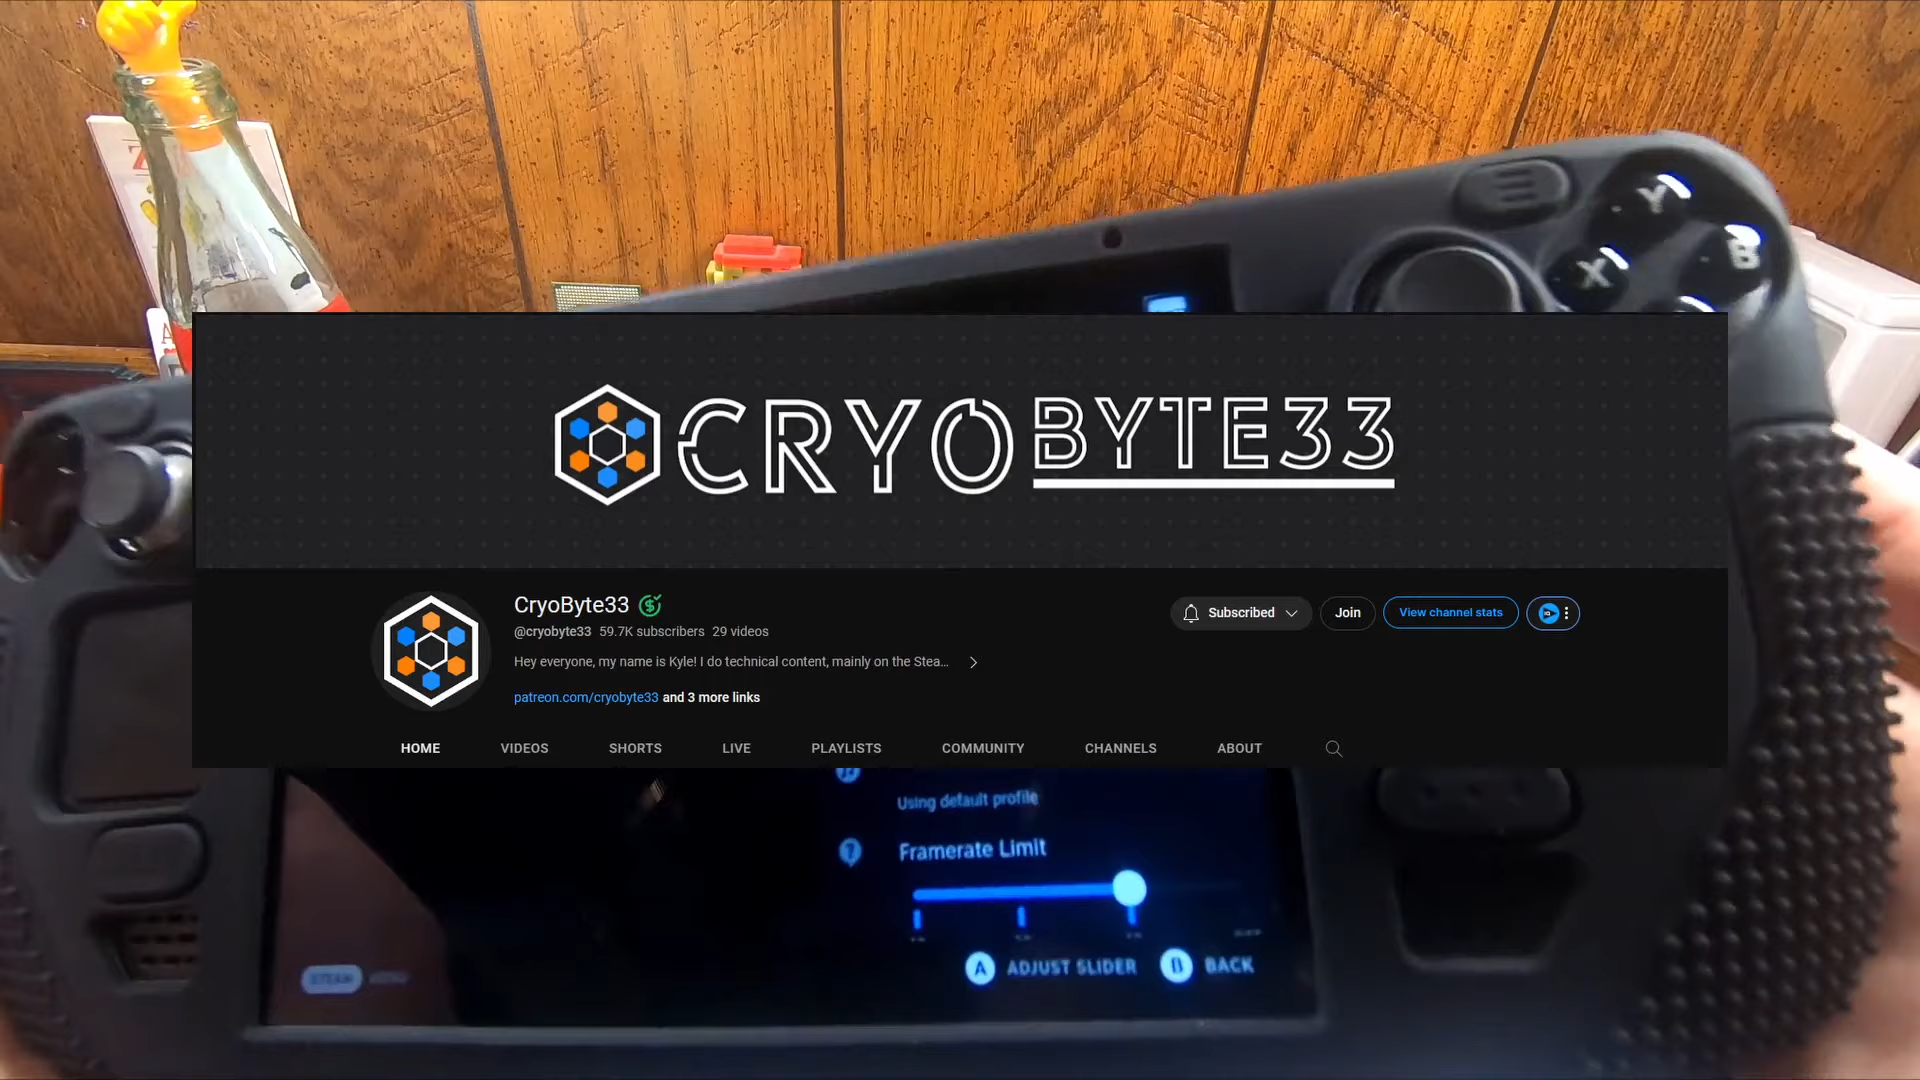 Y
B
X
CRYOBYTE33
CryoByte33
@cryobyte33 59.7K subscribers 29 videos
Subscribed
Join
View channel stats
Hey everyone, my name is Kyle! I do technical content, mainly on the Stea...
patreon.com/cryobyte33 and 3 more links
HOME VIDEOS SHORTS LIVE PLAYLISTS COMMUNITY CHANNELS ABOUT
Using default profile
? Framerate Limit
STEAM MENU
A ADJUST SLIDER B BACK